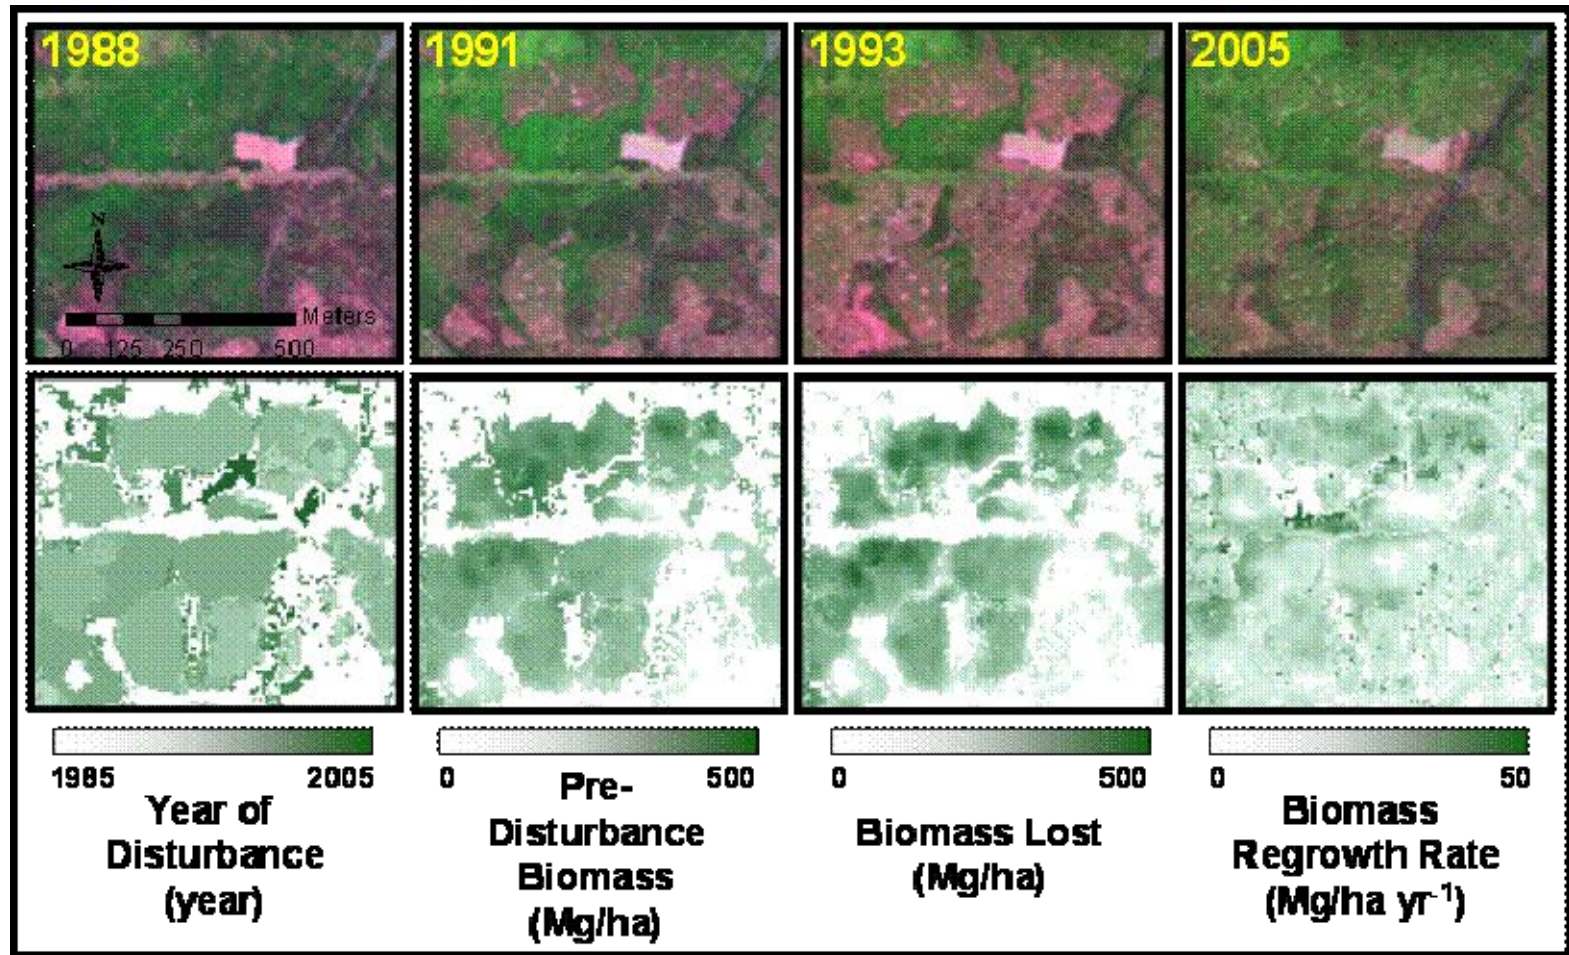 1988
1991
1993
2005
N
Meters
0 125 250 500
1985 2005
Year of
Disturbance
(year)
0 500
Pre-
Disturbance
Biomass
(Mg/ha)
0 500
Biomass Lost
(Mg/ha)
0 50
Biomass
Regrowth Rate
(Mg/ha yr⁻¹)